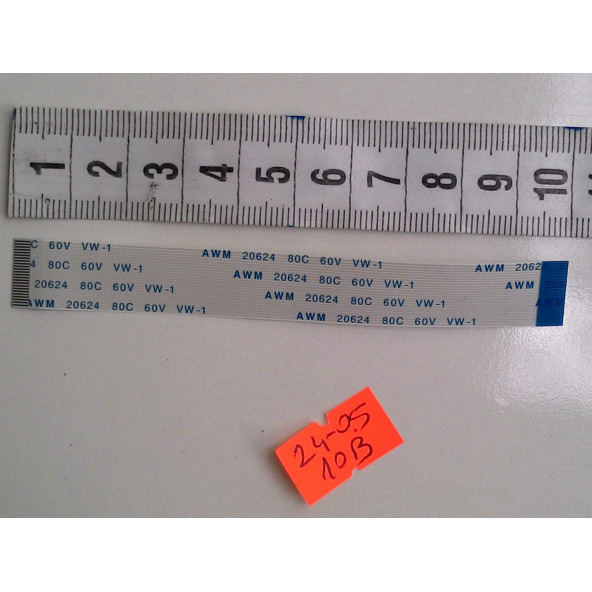 1 2 3 4 5 6 7 8 9 10
C 60V VW-1 AWM 20624 80C 60V VW-1 AWM 2062
4 80C 60V VW-1 AWM 20624 80C 60V VW-1 AWM
20624 80C 60V VW-1 AWM 20624 80C 60V VW-1
AWM 20624 80C 60V VW-1 AWM 20624 80C 60V VW-1
24-05
10B